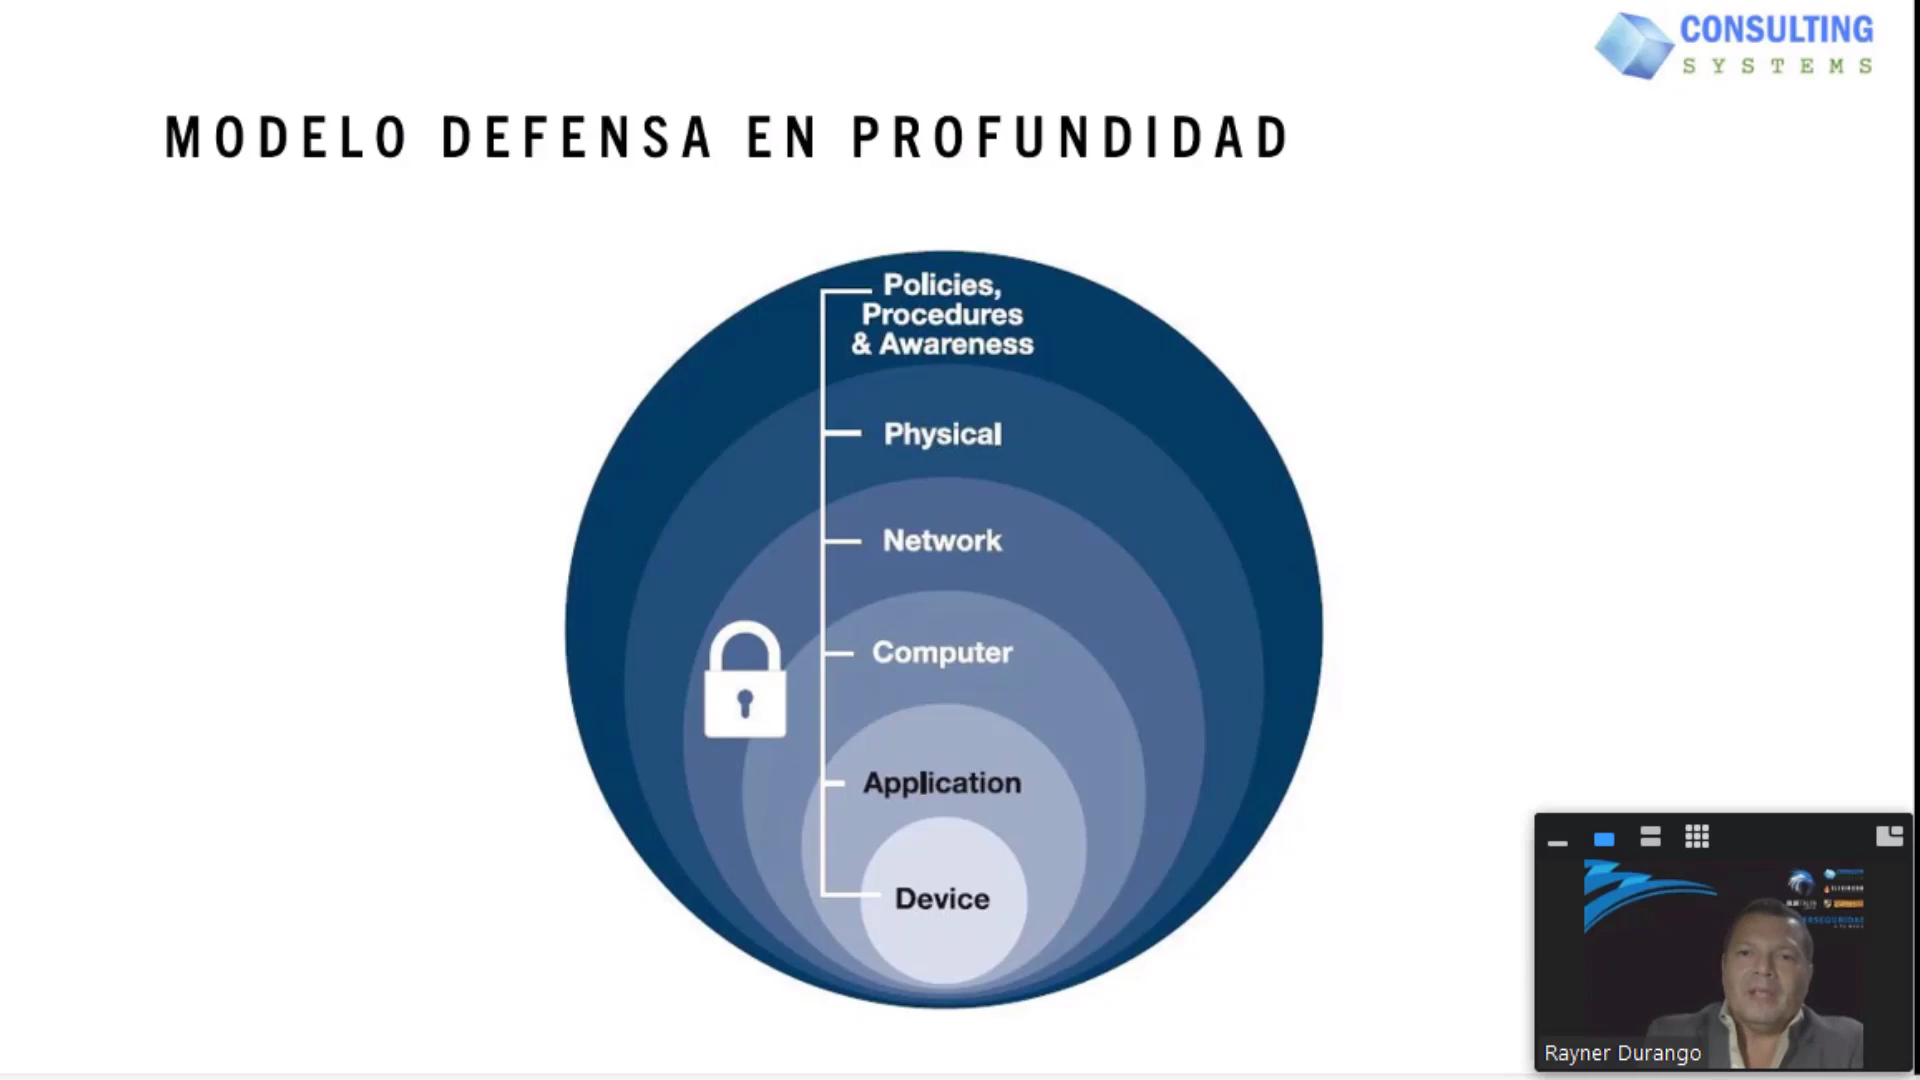 CONSULTING
SYSTEMS
MODELO DEFENSA EN PROFUNDIDAD
Policies,
Procedures
& Awareness
Physical
Network
Computer
Application
Device
Rayner Durango